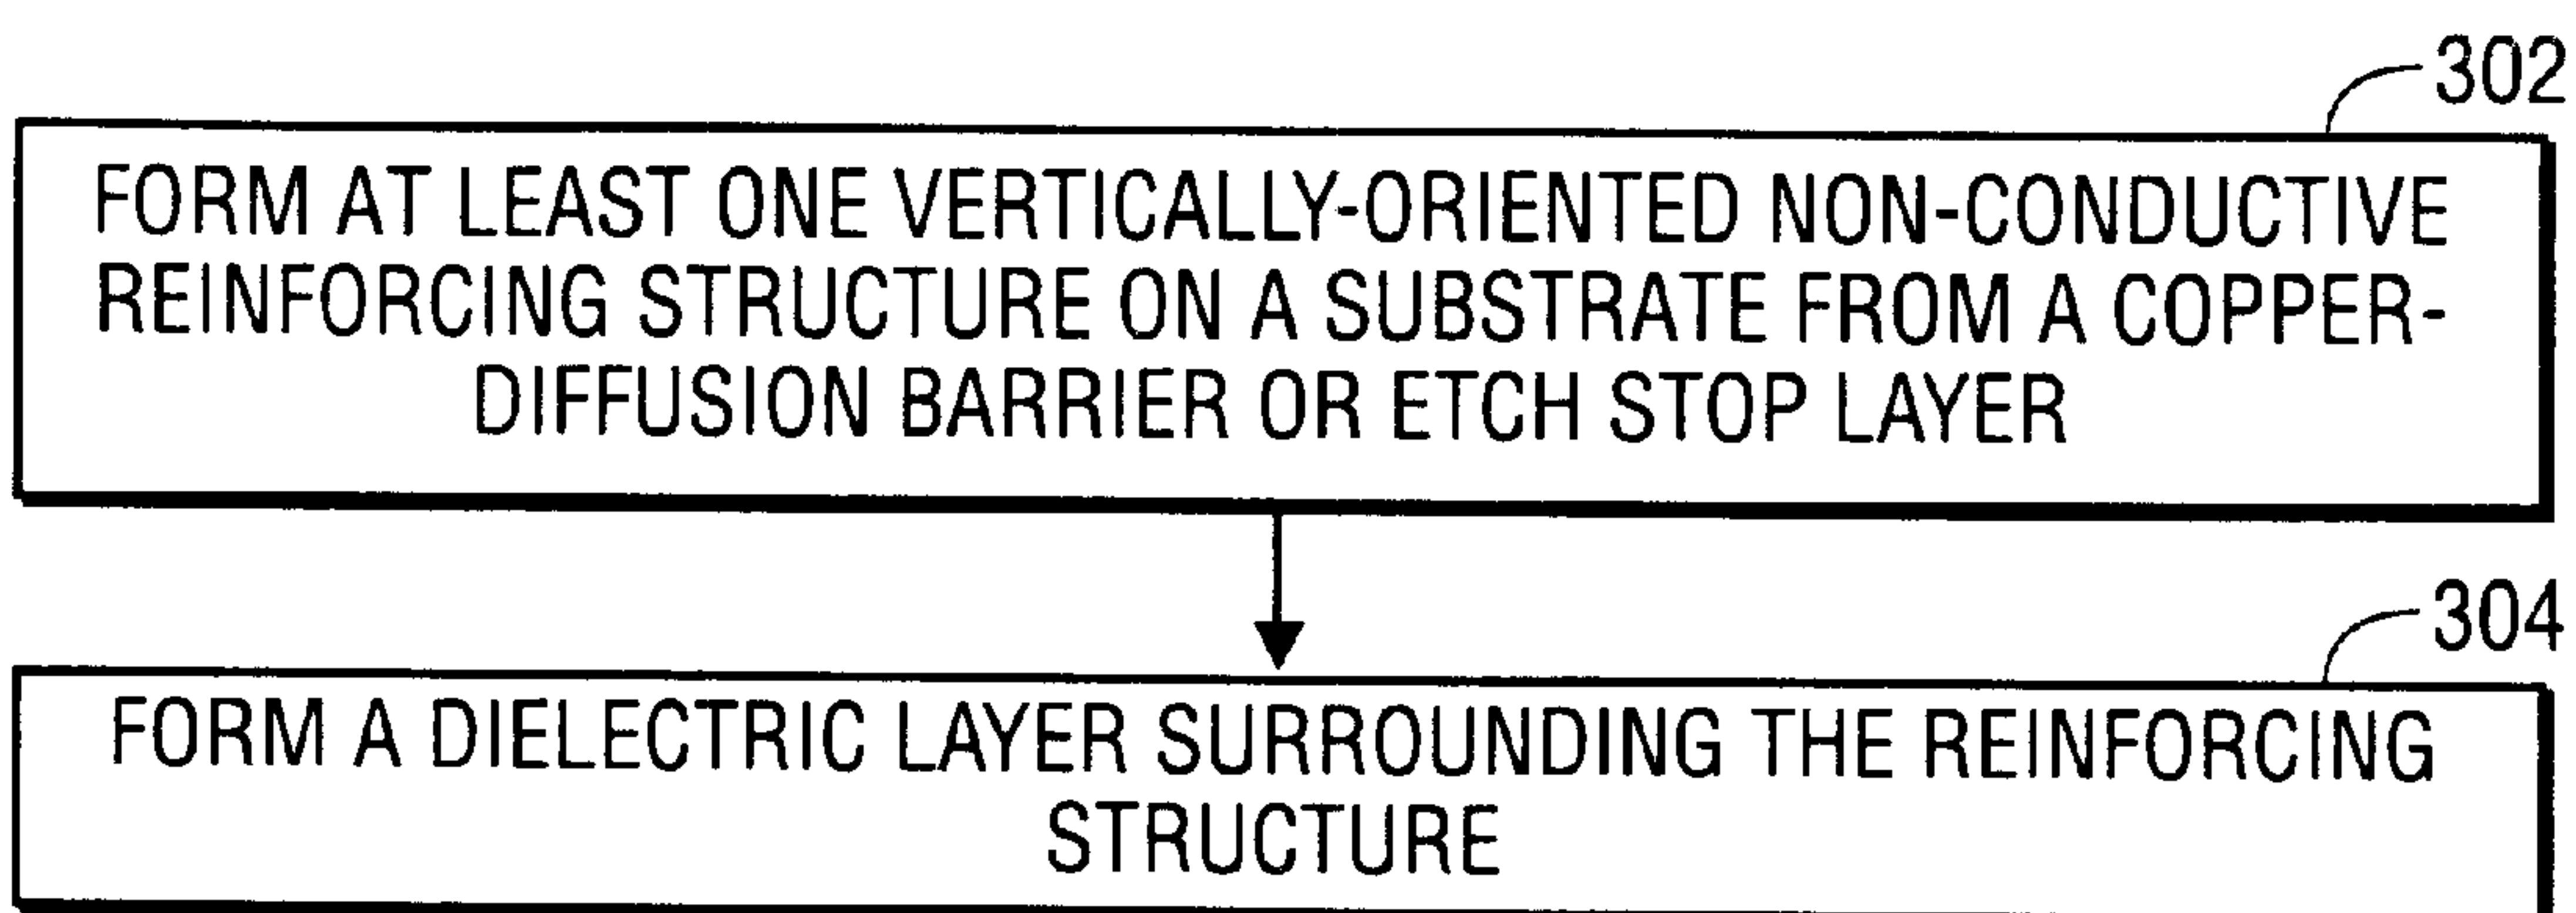 302
FORM AT LEAST ONE VERTICALLY-ORIENTED NON-CONDUCTIVE
REINFORCING STRUCTURE ON A SUBSTRATE FROM A COPPER-
DIFFUSION BARRIER OR ETCH STOP LAYER
304
FORM A DIELECTRIC LAYER SURROUNDING THE REINFORCING
STRUCTURE